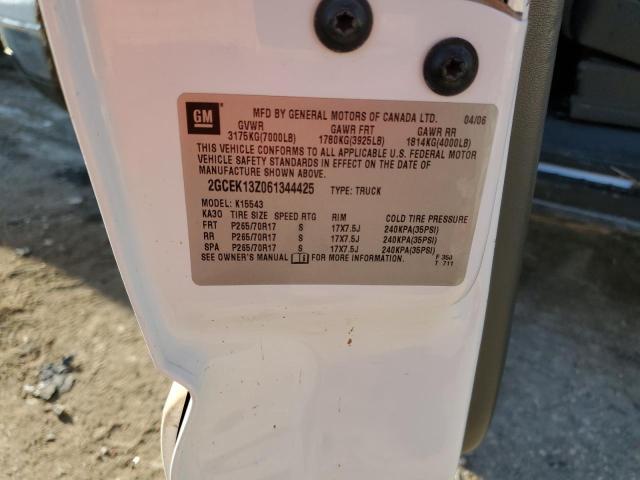 GM MFD BY GENERAL MOTORS OF CANADA LTD. 04/06
GVWR GAWR FRT GAWR RR
3175KG(7000LB) 1780KG(3925LB) 1814KG(4000LB)
THIS VEHICLE CONFORMS TO ALL APPLICABLE U.S. FEDERAL MOTOR
VEHICLE SAFETY STANDARDS IN EFFECT ON THE DATE OF
MANUFACTURE SHOWN ABOVE.
2GCEK13Z061344425 TYPE: TRUCK
MODEL: K15543
KA30 TIRE SIZE SPEED RTG RIM COLD TIRE PRESSURE
FRT P265/70R17 S 17X7.5J 240KPA(35PSI)
RR P265/70R17 S 17X7.5J 240KPA(35PSI)
SPA P265/70R17 S 17X7.5J 240KPA(35PSI)
SEE OWNER'S MANUAL FOR MORE INFORMATION.
T 711